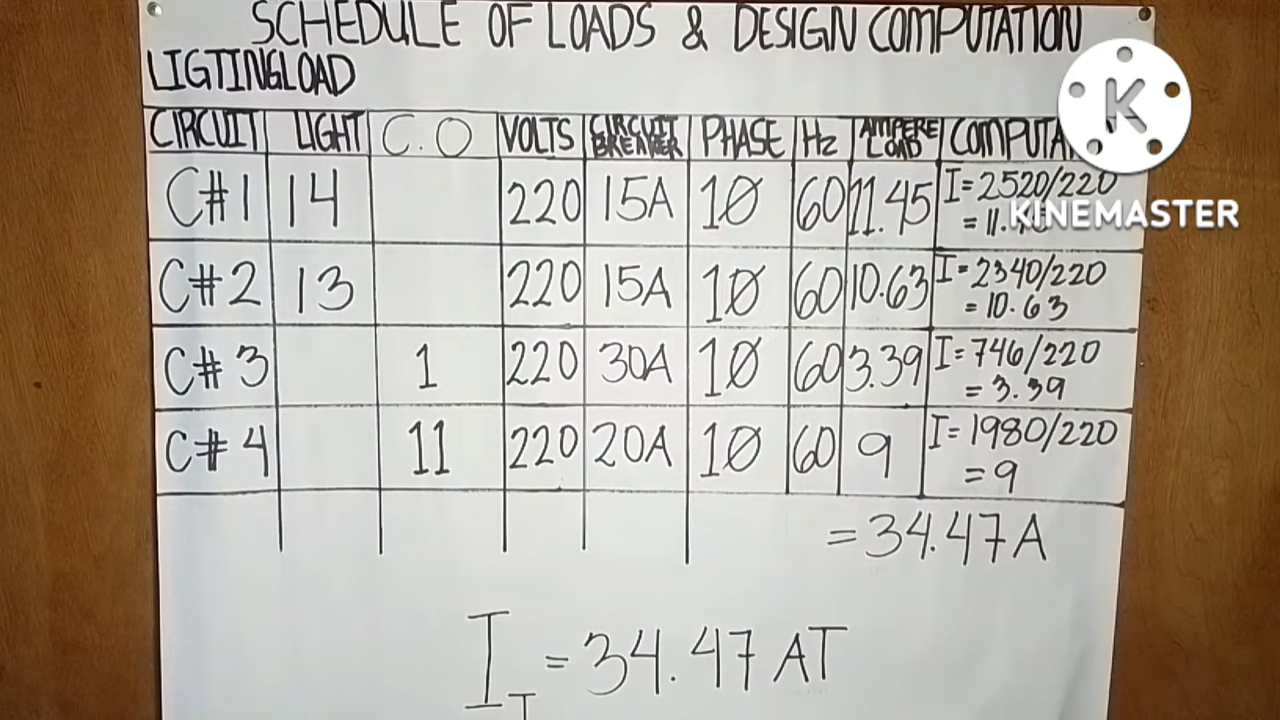 SCHEDULE OF LOADS & DESIGN COMPUTATION
LIGTINGLOAD
CIRCUIT LIGHT C.O VOLTS CIRCUIT BREAKER PHASE Hz AMPERE LOAD
C#1 14 220 15A 1Ø 60 11.45 I=2520/220
C#2 13 220 15A 1Ø 60 10.63 I=2340/220
=10.63
C#3 1 220 30A 1Ø 60 3.39 I=746/220
=3.39
C#4 11 220 20A 1Ø 60 9 I=1980/220
=9
=34.47A
I_T = 34.47 AT
K
KINEMASTER